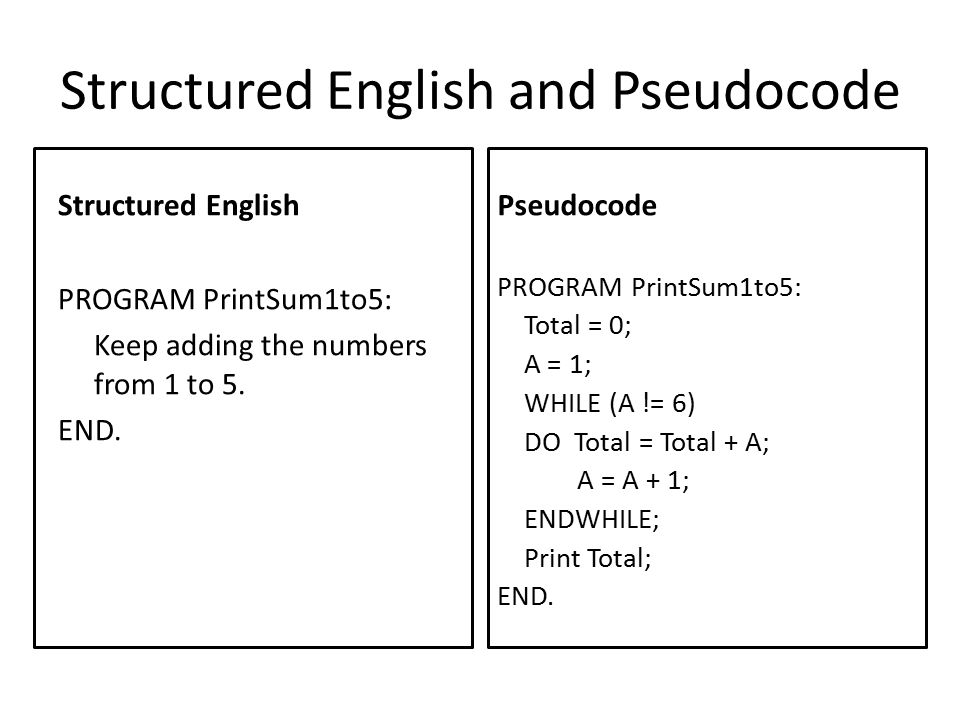 Structured English and Pseudocode
Structured English
PROGRAM PrintSum1to5:
Keep adding the numbers
from 1 to 5.
END.
Pseudocode
PROGRAM PrintSum1to5:
Total = 0;
A = 1;
WHILE (A != 6)
DO  Total = Total + A;
A = A + 1;
ENDWHILE;
Print Total;
END.